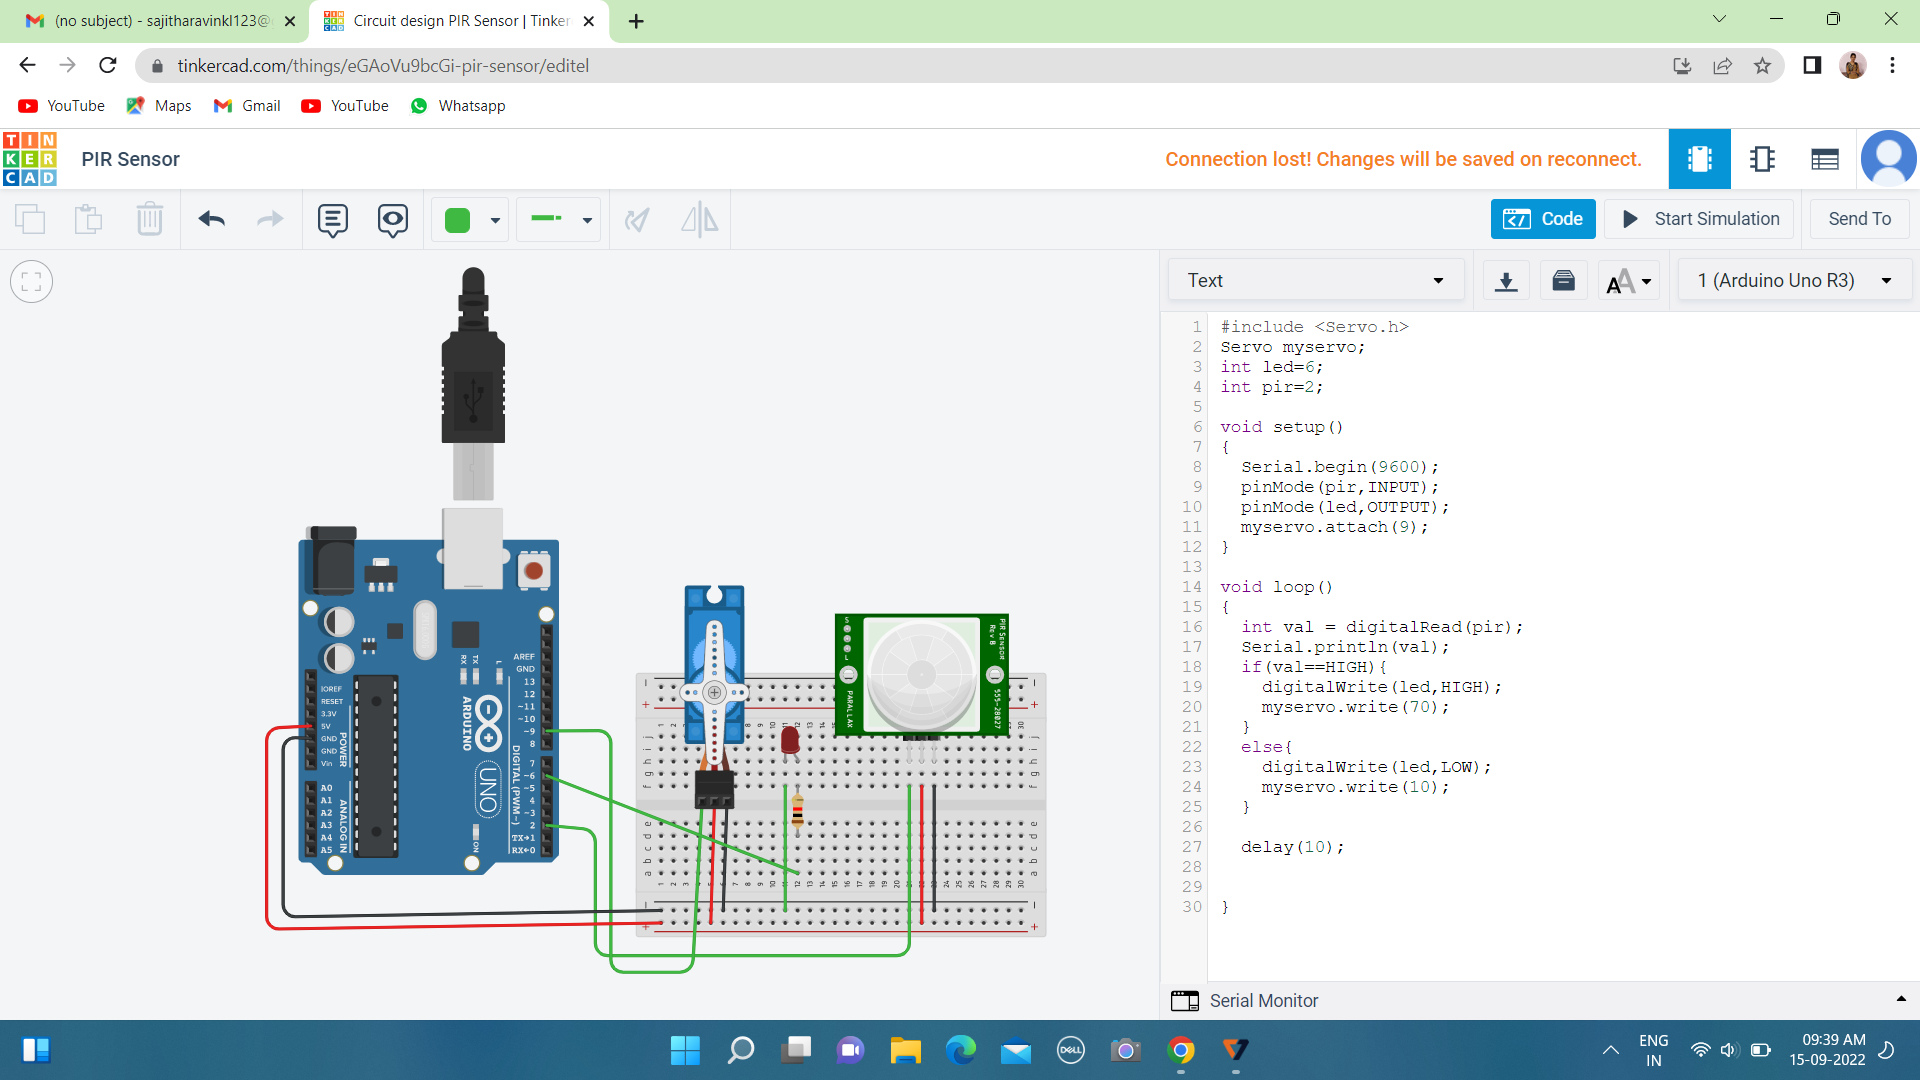 (no subject) - sajitharavinkl123@
Circuit design PIR Sensor | Tinker
tinkercad.com/things/eGAoVu9bcGi-pir-sensor/editel
YouTube
Maps
Gmail
YouTube
Whatsapp
TIN
KER
CAD
PIR Sensor
Connection lost! Changes will be saved on reconnect.
Code
Start Simulation
Send To
Text
1 (Arduino Uno R3)
1 #include <Servo.h>
2 Servo myservo;
3 int led=6;
4 int pir=2;
5
6 void setup()
7 {
8 Serial.begin(9600);
9 pinMode(pir,INPUT);
10 pinMode(led,OUTPUT);
11 myservo.attach(9);
12 }
13
14 void loop()
15 {
16 int val = digitalRead(pir);
17 Serial.println(val);
18 if(val==HIGH){
19 digitalWrite(led,HIGH);
20 myservo.write(70);
21 }
22 else{
23 digitalWrite(led,LOW);
24 myservo.write(10);
25 }
26
27 delay(10);
28
29
30 }
Serial Monitor
AREF
GND
13
12
~11
~10
~9
8
7
~6
~5
4
~3
2
TX→1
RX←0
DIGITAL (PWM~)
IOREF
RESET
3.3V
5V
GND
GND
Vin
POWER
A0
A1
A2
A3
A4
A5
ANALOG IN
RX
TX
L
ARDUINO
UNO
ON
S
L
PIR SENSOR
Rev B
PARALLAX
555-28027
DELL
ENG
IN
09:39 AM
15-09-2022